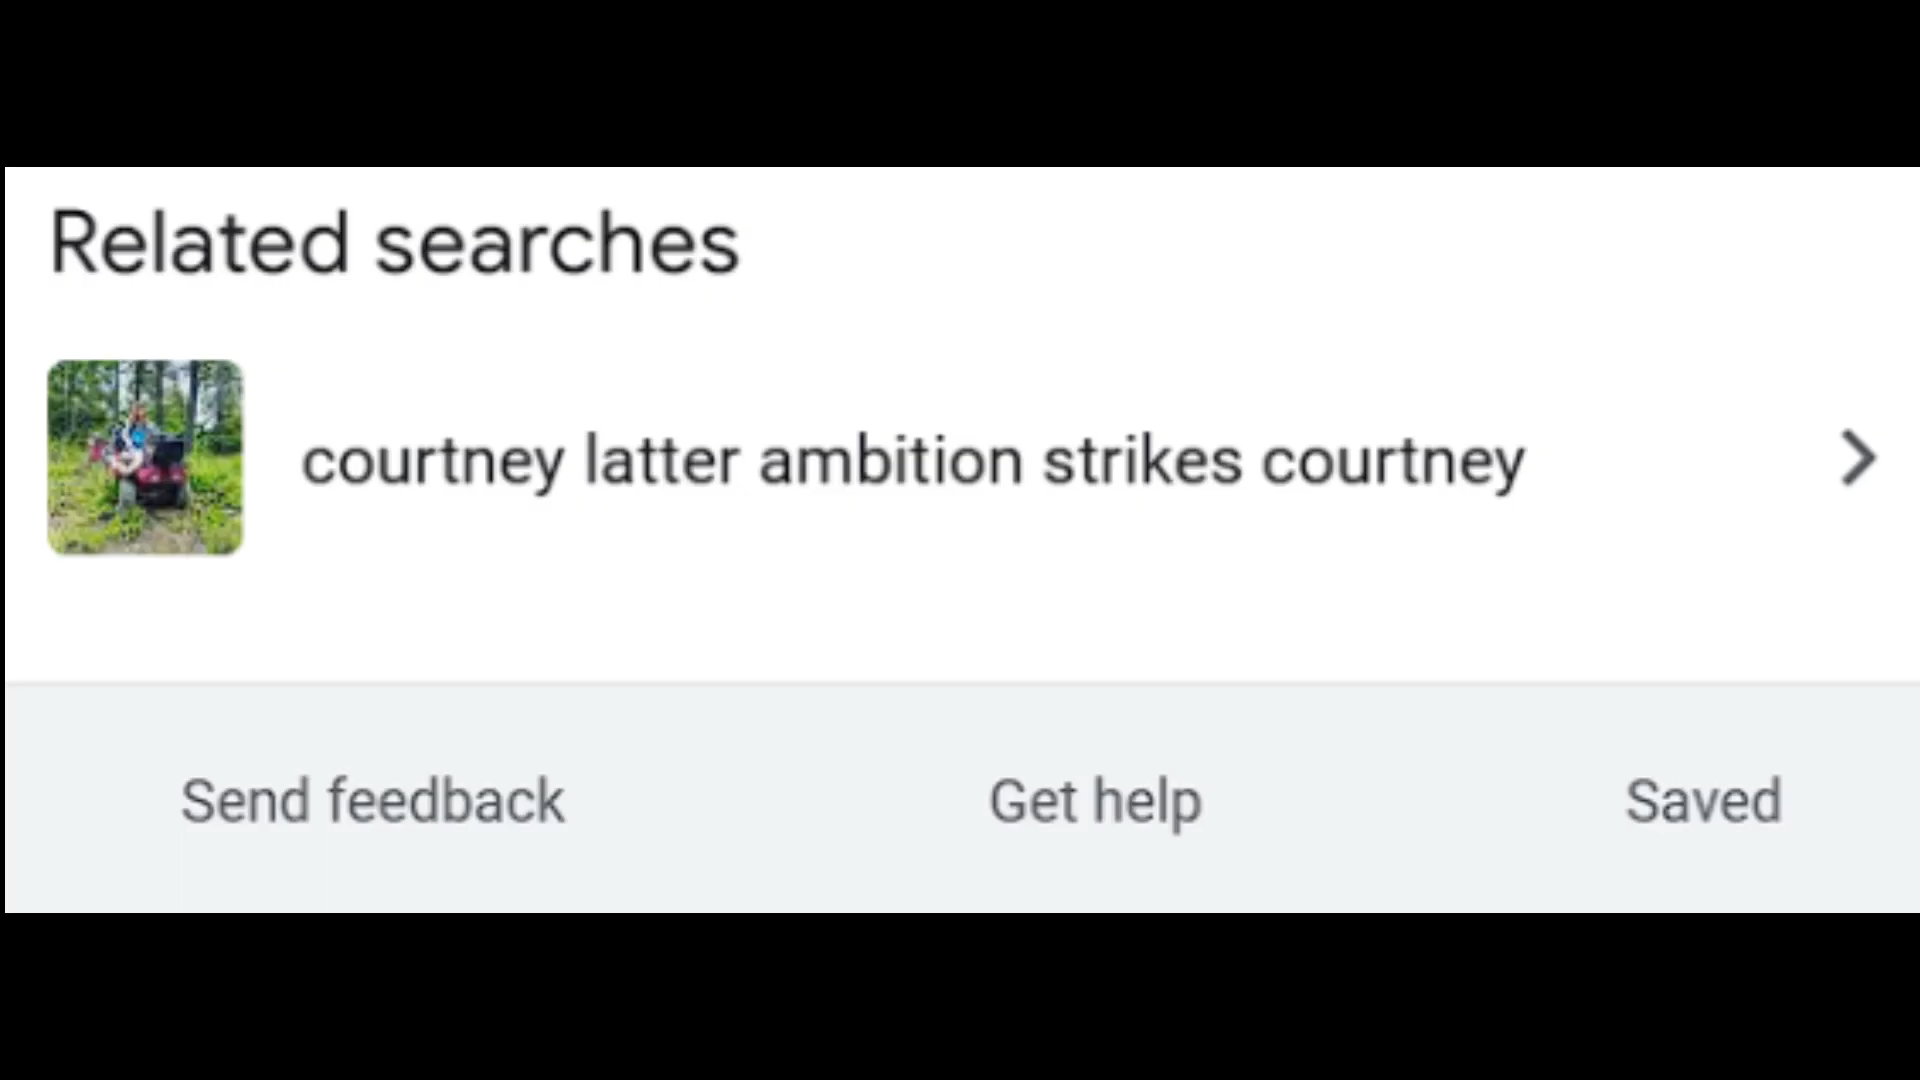 Related searches
courtney latter ambition strikes courtney
Send feedback Get help Saved